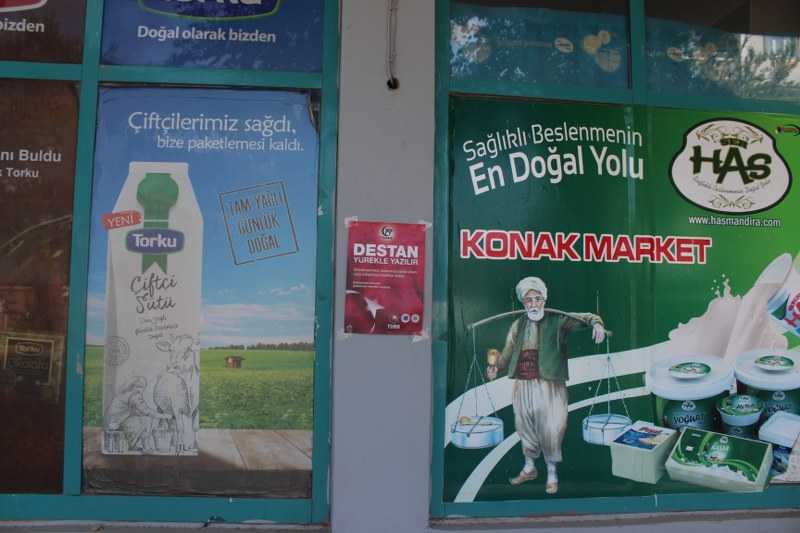 bizden
Doğal olarak bizden
nı Buldu
k Torku
Torku
Çiftçilerimiz sağdı,
bize paketlemesi kaldı.
YENİ
Torku
Çiftçi
Sütü
TAM YAĞLI
GÜNLÜK
DOĞAL
DESTAN
YÜREKLE YAZILIR
Sağlıklı Beslenmenin
En Doğal Yolu
HAS
www.hasmandira.com
KONAK MARKET
YOĞURT